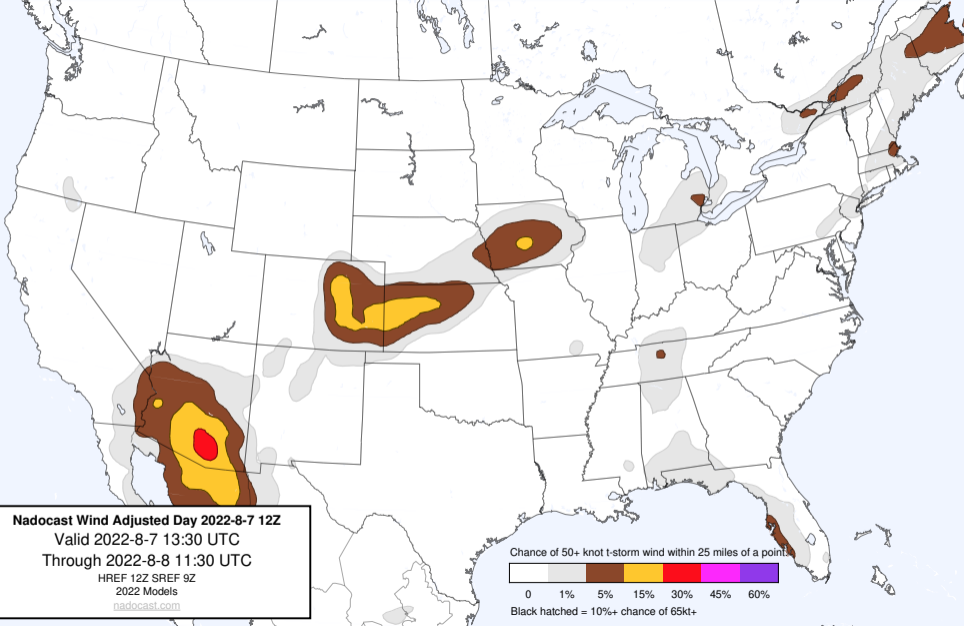 Nadocast Wind Adjusted Day 2022-8-7 12Z
Valid 2022-8-7 13:30 UTC
Through 2022-8-8 11:30 UTC
HREF 12Z SREF 9Z
2022 Models
nadocast.com
Chance of 50+ knot t-storm wind within 25 miles of a point.
0 1% 5% 15% 30% 45% 60%
Black hatched = 10%+ chance of 65kt+